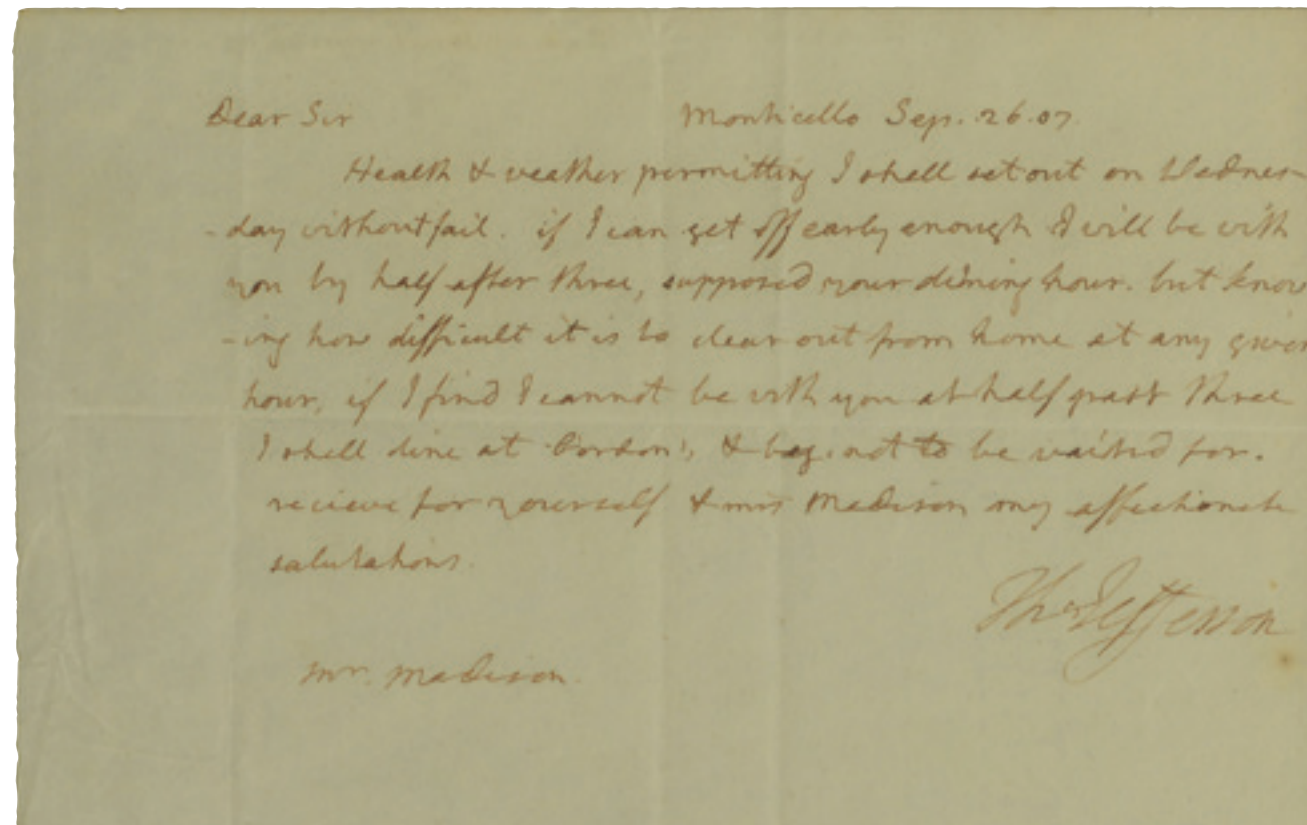 Dear Sir Monticello Sep. 26. 07.
Health & weather permitting I shall set out on Wednes-
-day without fail. if I can get off early enough I will be with
you by half after three, supposed your dining hour. but know
-ing how difficult it is to clear out from home at any given
hour, if I find I cannot be with you at half past three
I shall dine at Gordon's, & beg not to be waited for.
recieve for yourself & mrs Madison my affectionate
salutations.
Th: Jefferson
Mr. Madison.